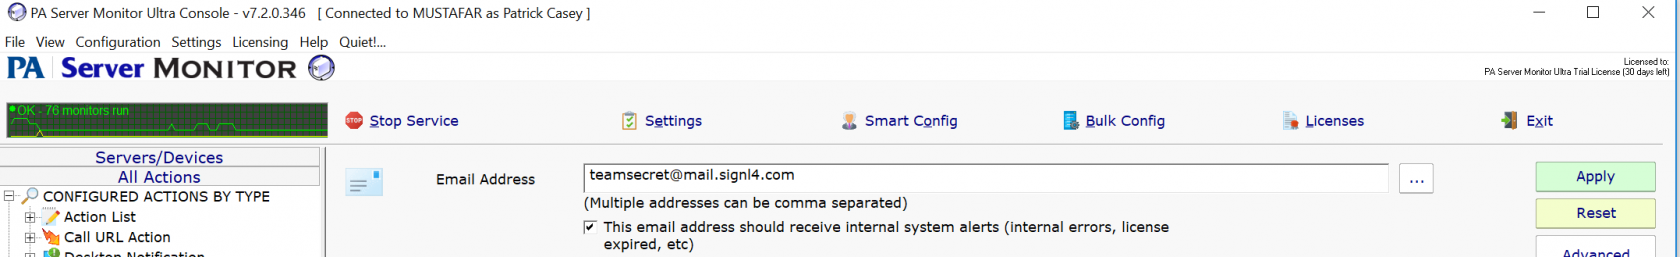 PA Server Monitor Ultra Console - v7.2.0.346 [ Connected to MUSTAFAR as Patrick Casey ]
File View Configuration Settings Licensing Help Quiet!...
PA Server MONITOR
Licensed to:
PA Server Monitor Ultra Trial License (30 days left)
OK - 76 monitors run
STOP Stop Service Settings Smart Config Bulk Config Licenses Exit
Servers/Devices
All Actions
CONFIGURED ACTIONS BY TYPE
Action List
Call URL Action
Desktop Notification
Email Address teamsecret@mail.signl4.com ...
(Multiple addresses can be comma separated)
This email address should receive internal system alerts (internal errors, license
expired, etc)
Apply
Reset
Advanced